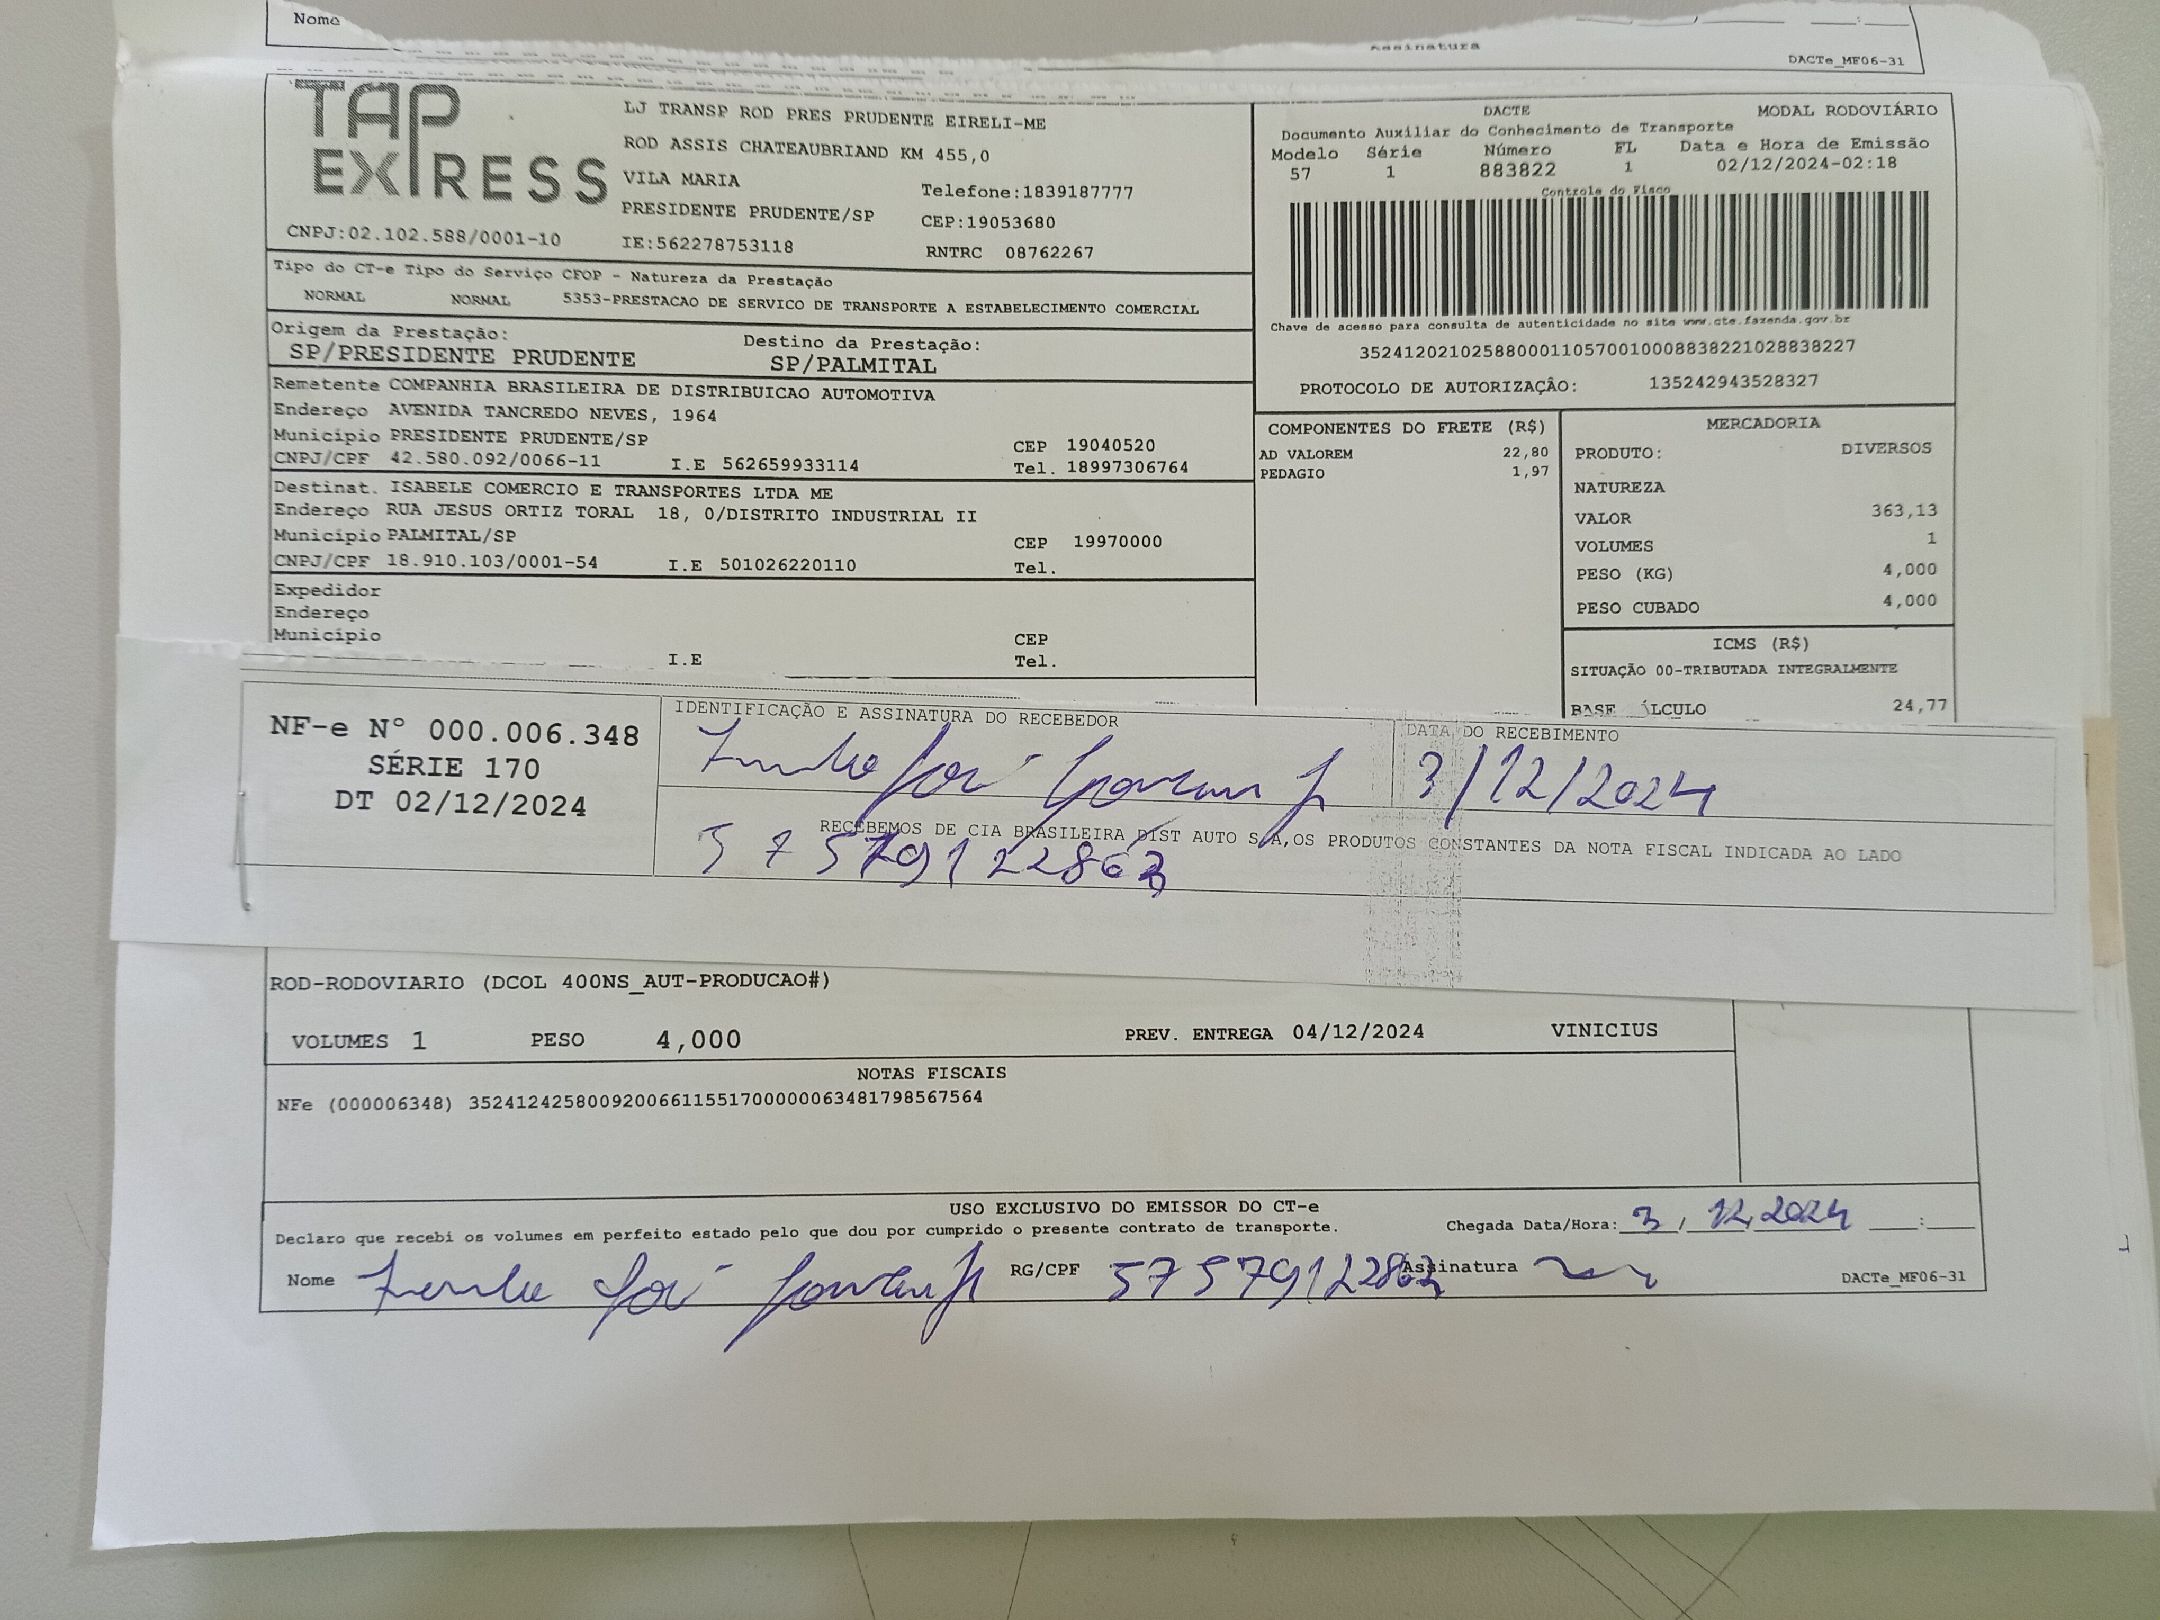 Nome
Assinatura
DACTe_MF06-31
TAP EXPRESS
LJ TRANSP ROD PRES PRUDENTE EIRELI-ME
ROD ASSIS CHATEAUBRIAND KM 455,0
VILA MARIA
Telefone:1839187777
PRESIDENTE PRUDENTE/SP
CEP:19053680
CNPJ:02.102.588/0001-10
IE:562278753118
RNTRC 08762267
DACTE
MODAL RODOVIÁRIO
Documento Auxiliar do Conhecimento de Transporte
Modelo Série Número FL Data e Hora de Emissão
57 1 883822 1 02/12/2024-02:18
Controle do Fisco
Chave de acesso para consulta de autenticidade no site www.cte.fazenda.gov.br
35241202102588000110570010008838221028838227
PROTOCOLO DE AUTORIZAÇÃO: 135242943528327
Tipo do CT-e Tipo do Serviço CFOP - Natureza da Prestação
NORMAL NORMAL 5353-PRESTACAO DE SERVICO DE TRANSPORTE A ESTABELECIMENTO COMERCIAL
Origem da Prestação: Destino da Prestação:
SP/PRESIDENTE PRUDENTE SP/PALMITAL
Remetente COMPANHIA BRASILEIRA DE DISTRIBUICAO AUTOMOTIVA
Endereço AVENIDA TANCREDO NEVES, 1964
Município PRESIDENTE PRUDENTE/SP CEP 19040520
CNPJ/CPF 42.580.092/0066-11 I.E 562659933114 Tel. 18997306764
Destinat. ISABELE COMERCIO E TRANSPORTES LTDA ME
Endereço RUA JESUS ORTIZ TORAL 18, 0/DISTRITO INDUSTRIAL II
Município PALMITAL/SP CEP 19970000
CNPJ/CPF 18.910.103/0001-54 I.E 501026220110 Tel.
Expedidor
Endereço
Município CEP
I.E Tel.
COMPONENTES DO FRETE (R$)
AD VALOREM 22,80
PEDAGIO 1,97
MERCADORIA
PRODUTO: DIVERSOS
NATUREZA
VALOR 363,13
VOLUMES 1
PESO (KG) 4,000
PESO CUBADO 4,000
ICMS (R$)
SITUAÇÃO 00-TRIBUTADA INTEGRALMENTE
BASE 24,77
NF-e Nº 000.006.348
SÉRIE 170
DT 02/12/2024
IDENTIFICAÇÃO E ASSINATURA DO RECEBEDOR
DATA DO RECEBIMENTO
José
3/12/2024
RECEBEMOS DE CIA BRASILEIRA DIST AUTO S/A,OS PRODUTOS CONSTANTES DA NOTA FISCAL INDICADA AO LADO
ROD-RODOVIARIO (DCOL 400NS_AUT-PRODUCAO#)
VOLUMES 1 PESO 4,000 PREV. ENTREGA 04/12/2024 VINICIUS
NOTAS FISCAIS
NFe (000006348) 35241242580092006611551700000063481798567564
USO EXCLUSIVO DO EMISSOR DO CT-e
Declaro que recebi os volumes em perfeito estado pelo que dou por cumprido o presente contrato de transporte.
Chegada Data/Hora: 3 / 12 / 2024 :
Nome José RG/CPF Assinatura
DACTe_MF06-31